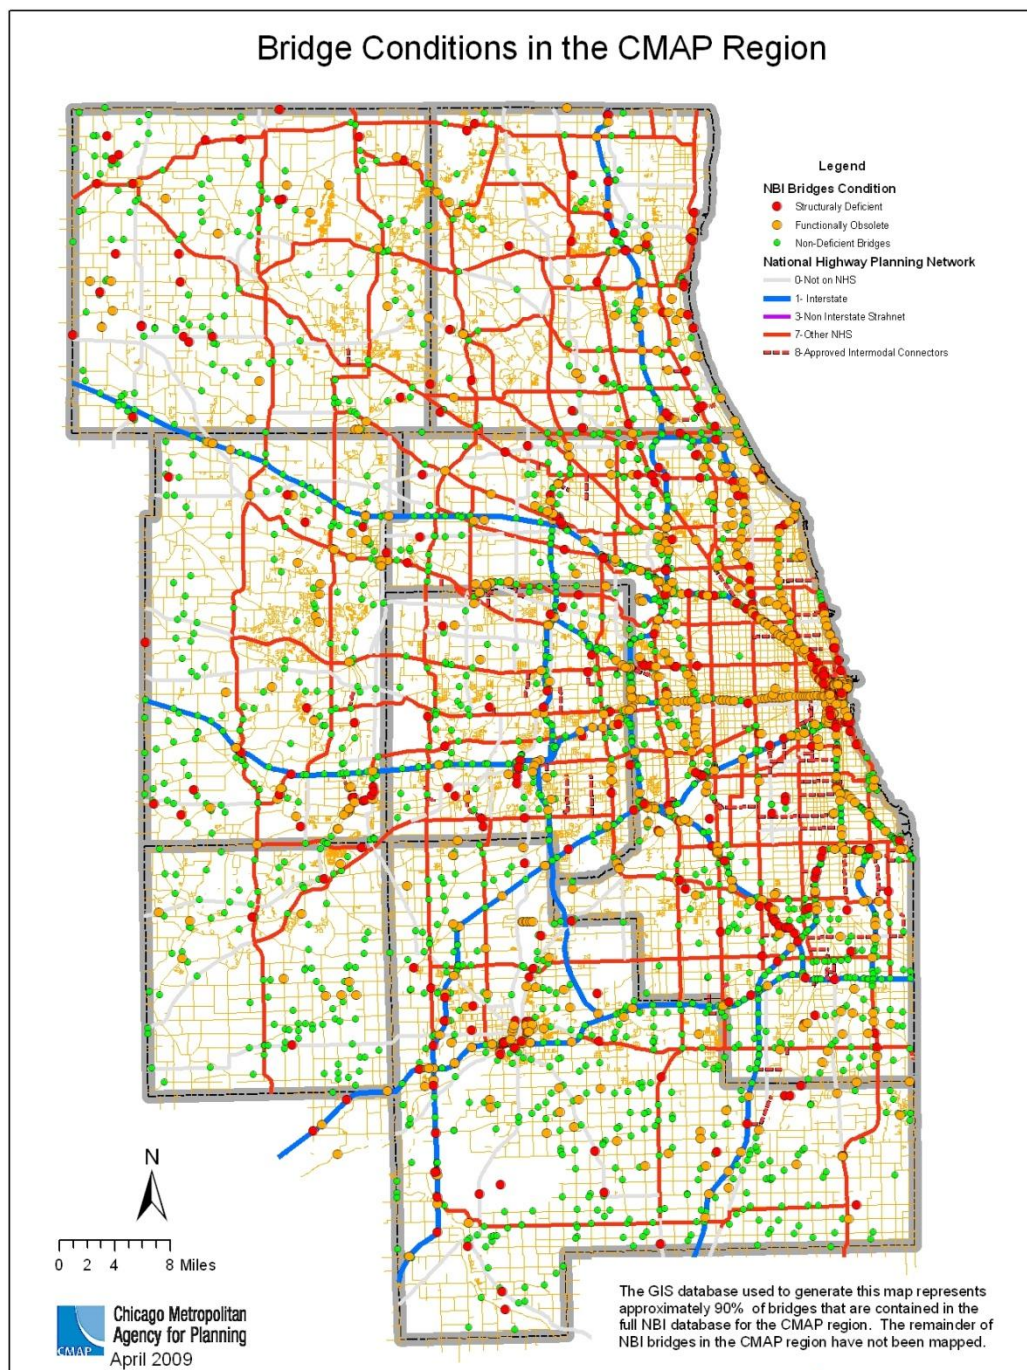 Bridge Conditions in the CMAP Region
Legend
NBI Bridges Condition
Structuraly Deficient
Functionally Obsolete
Non-Deficient Bridges
National Highway Planning Network
0-Not on NHS
1- Interstate
3-Non Interstate Strahnet
7-Other NHS
8-Approved Intermodal Connectors
N
0 2 4 8 Miles
CMAP
Chicago Metropolitan
Agency for Planning
April 2009
The GIS database used to generate this map represents
approximately 90% of bridges that are contained in the
full NBI database for the CMAP region. The remainder of
NBI bridges in the CMAP region have not been mapped.